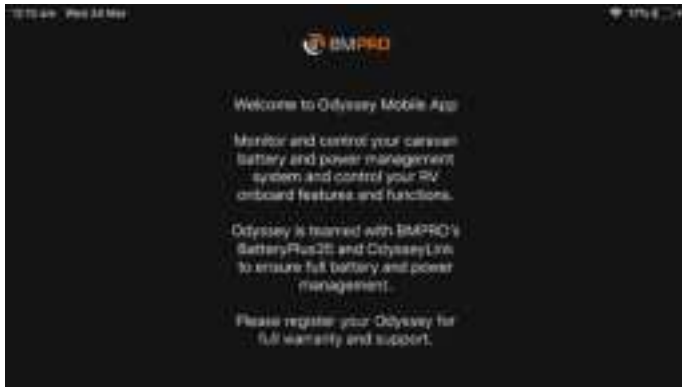 BMPRO
Welcome to Odyssey Mobile App
Monitor and control your caravan
battery and power management
system and control your RV
onboard features and functions.
Odyssey is teamed with BMPRO's
BatteryPlus35 and OdysseyLink
to ensure full battery and power
management.
Please register your Odyssey for
full warranty and support.